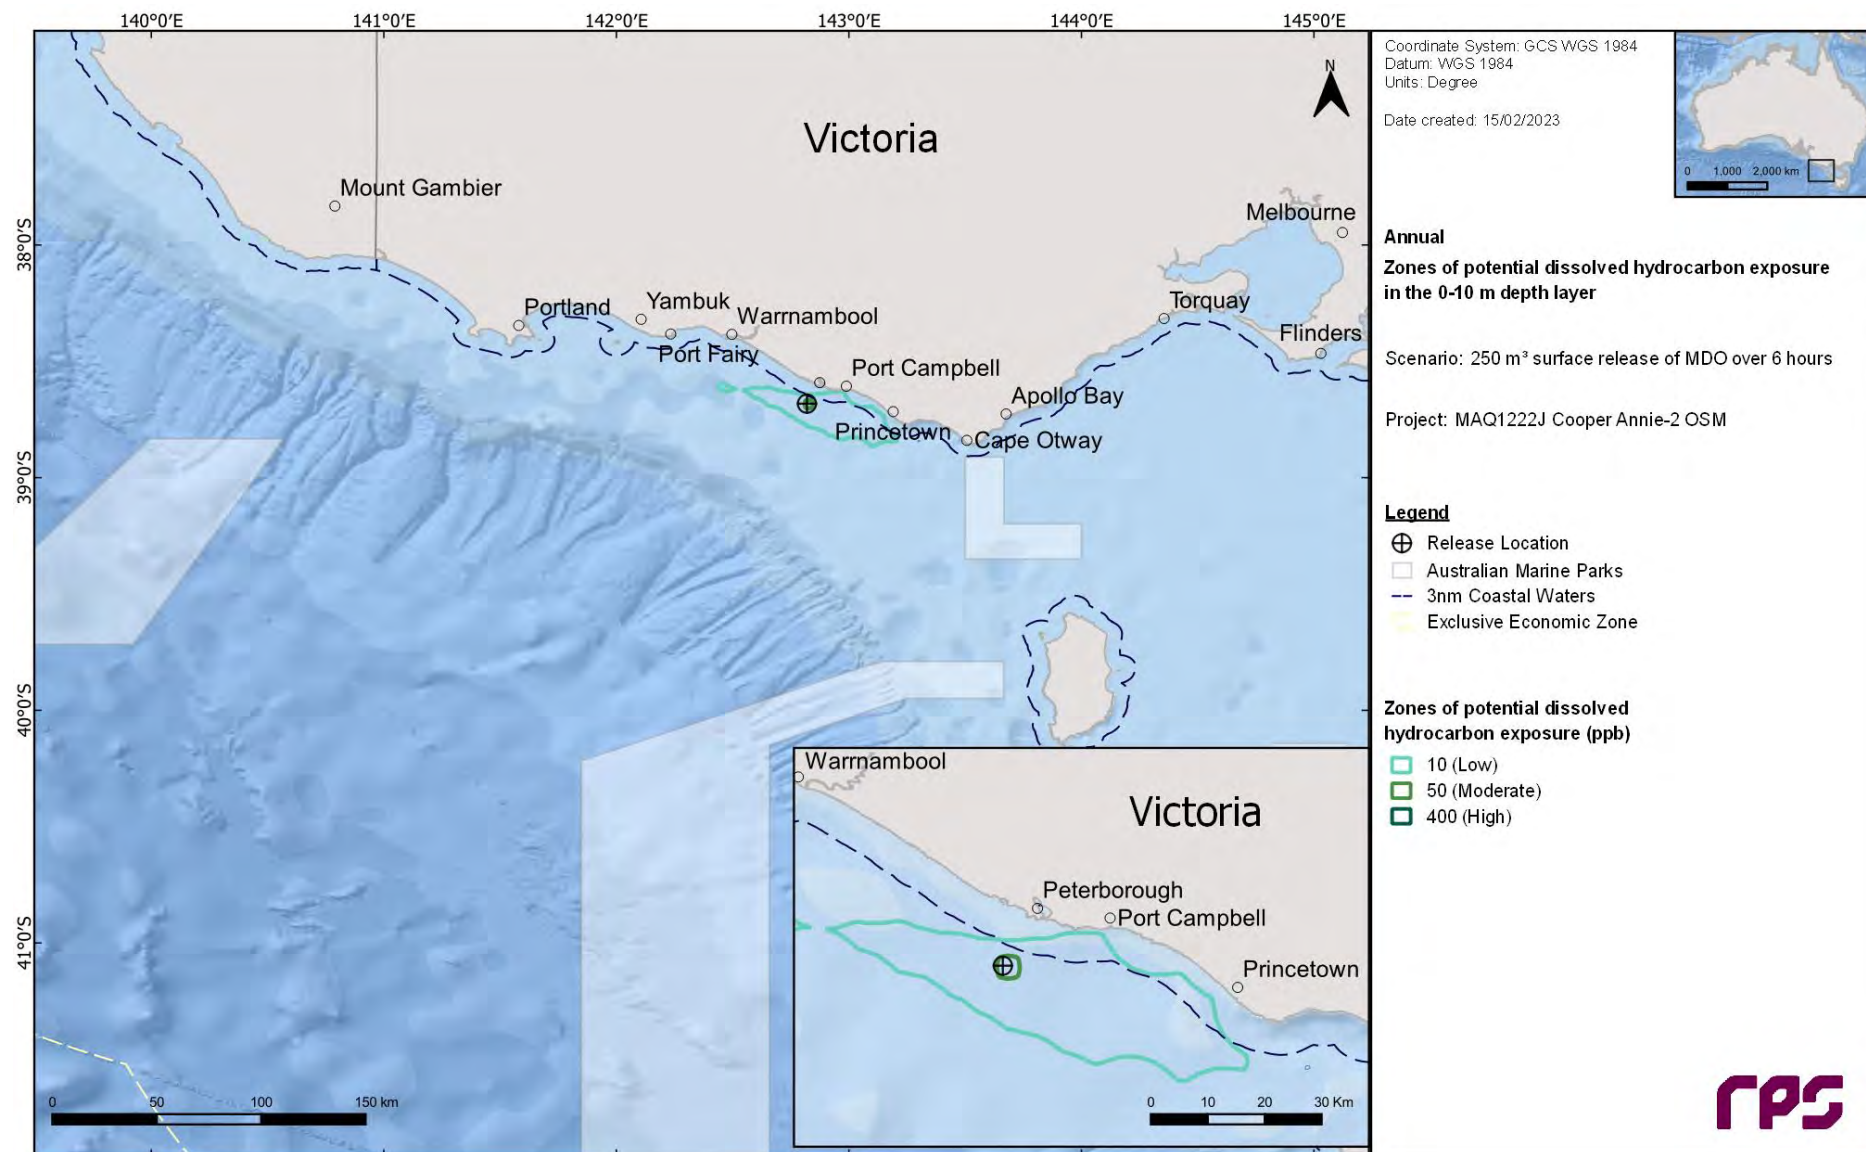 140°0'E
141°0'E
142°0'E
143°0'E
144°0'E
145°0'E
38°0'S
39°0'S
40°0'S
41°0'S
N
Victoria
Mount Gambier
Melbourne
Portland
Yambuk
Warrnambool
Port Fairy
Port Campbell
Princetown
Cape Otway
Apollo Bay
Torquay
Flinders
0 50 100 150 km
Warrnambool
Victoria
Peterborough
Port Campbell
Princetown
0 10 20 30 Km
Coordinate System: GCS WGS 1984
Datum: WGS 1984
Units: Degree
Date created: 15/02/2023
0 1,000 2,000 km
Annual
Zones of potential dissolved hydrocarbon exposure
in the 0-10 m depth layer
Scenario: 250 m³ surface release of MDO over 6 hours
Project: MAQ1222J Cooper Annie-2 OSM
Legend
Release Location
Australian Marine Parks
3nm Coastal Waters
Exclusive Economic Zone
Zones of potential dissolved
hydrocarbon exposure (ppb)
10 (Low)
50 (Moderate)
400 (High)
rps